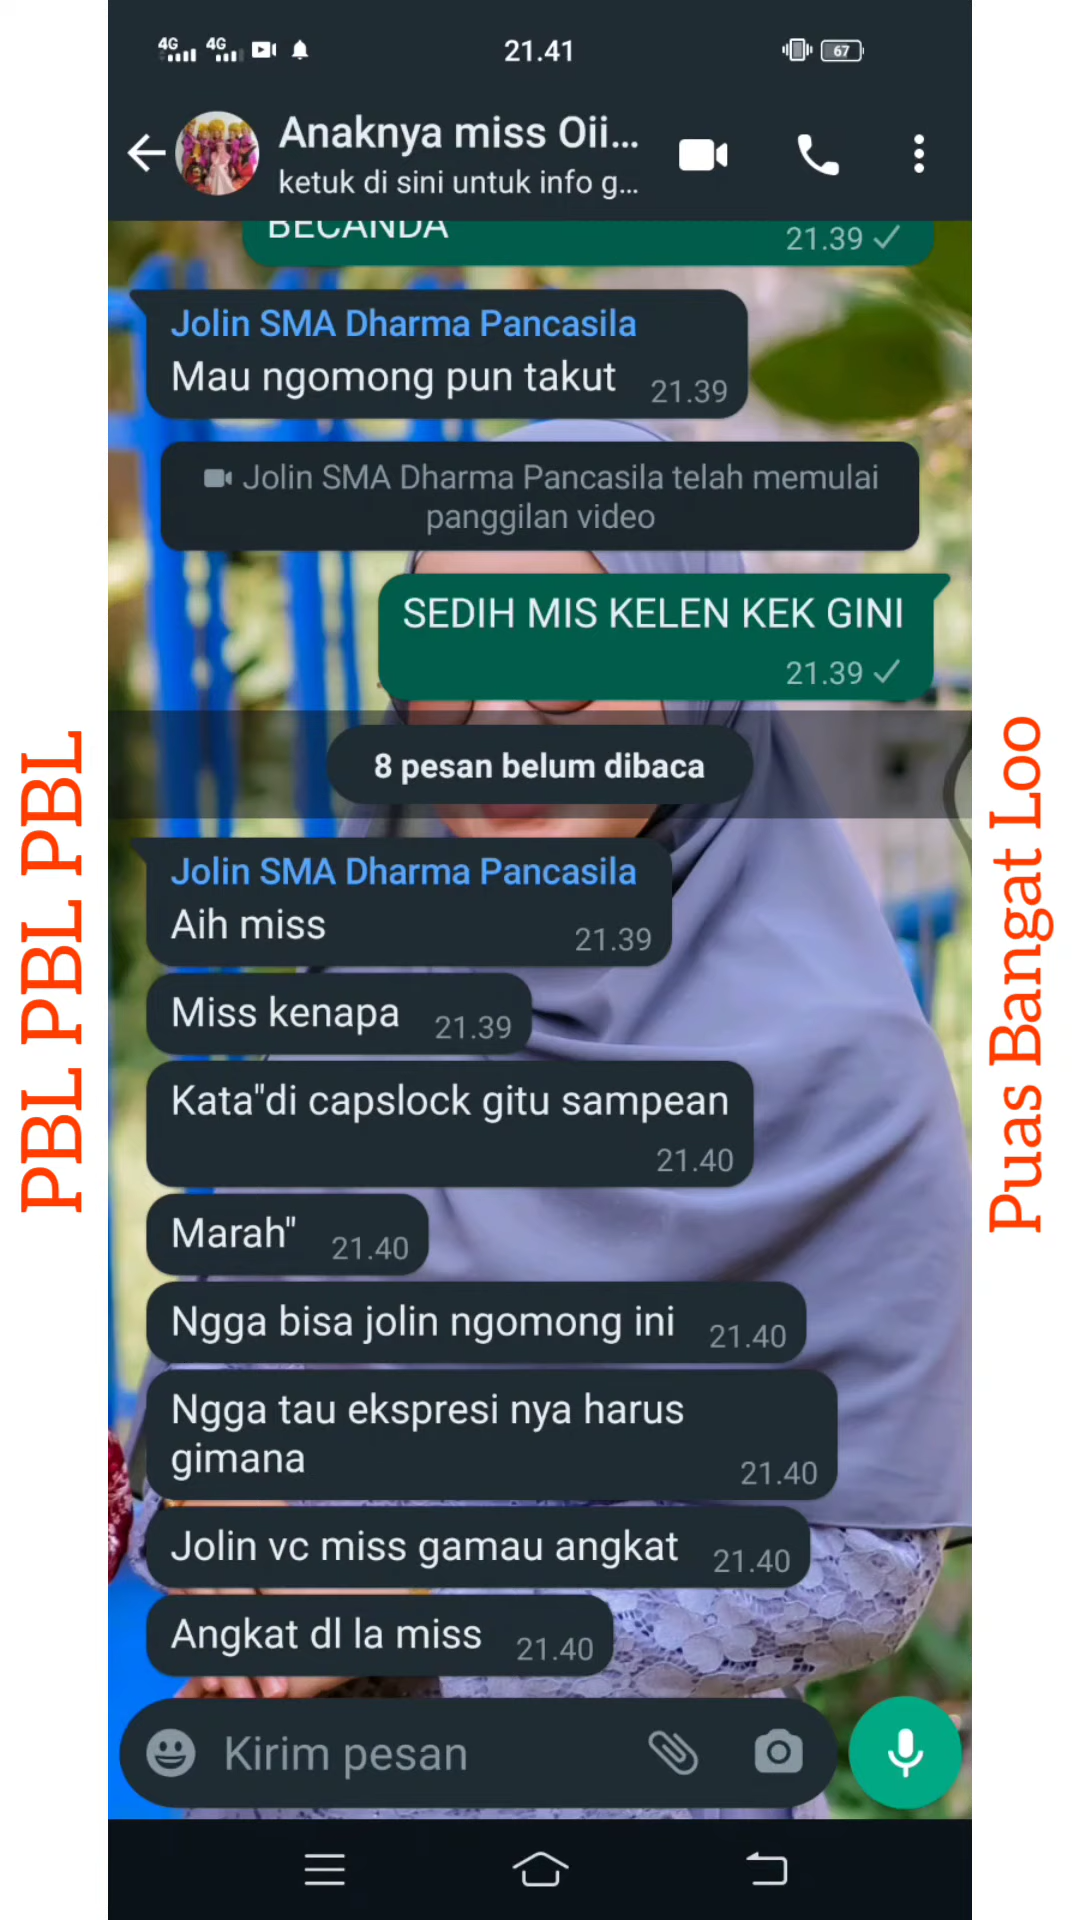 4G 4G 21.41 67
Anaknya miss Oii...
ketuk di sini untuk info g...
BECANDA
21.39
Jolin SMA Dharma Pancasila
Mau ngomong pun takut 21.39
Jolin SMA Dharma Pancasila telah memulai
panggilan video
SEDIH MIS KELEN KEK GINI
21.39
8 pesan belum dibaca
Jolin SMA Dharma Pancasila
Aih miss 21.39
Miss kenapa 21.39
Kata"di capslock gitu sampean
21.40
Marah" 21.40
Ngga bisa jolin ngomong ini 21.40
Ngga tau ekspresi nya harus
gimana 21.40
Jolin vc miss gamau angkat 21.40
Angkat dl la miss 21.40
Kirim pesan
PBL PBL PBL
Puas Bangat Loo